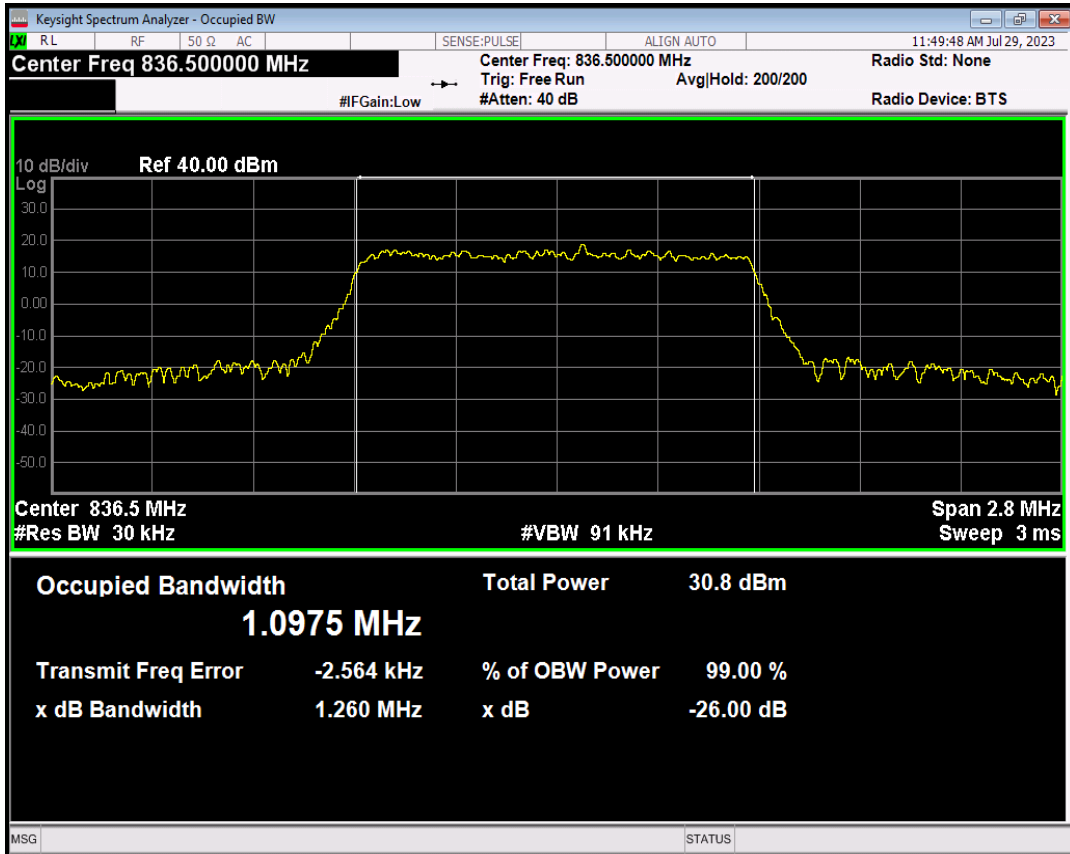 Keysight Spectrum Analyzer - Occupied BW
LXI RL RF 50 Ω AC SENSE:PULSE ALIGN AUTO 11:49:48 AM Jul 29, 2023
Center Freq 836.500000 MHz Center Freq: 836.500000 MHz Radio Std: None
Trig: Free Run Avg|Hold: 200/200
#IFGain:Low #Atten: 40 dB Radio Device: BTS
10 dB/div Ref 40.00 dBm
Log
30.0
20.0
10.0
0.00
-10.0
-20.0
-30.0
-40.0
-50.0
Center 836.5 MHz Span 2.8 MHz
#Res BW 30 kHz #VBW 91 kHz Sweep 3 ms
Occupied Bandwidth Total Power 30.8 dBm
1.0975 MHz
Transmit Freq Error -2.564 kHz % of OBW Power 99.00 %
x dB Bandwidth 1.260 MHz x dB -26.00 dB
MSG STATUS